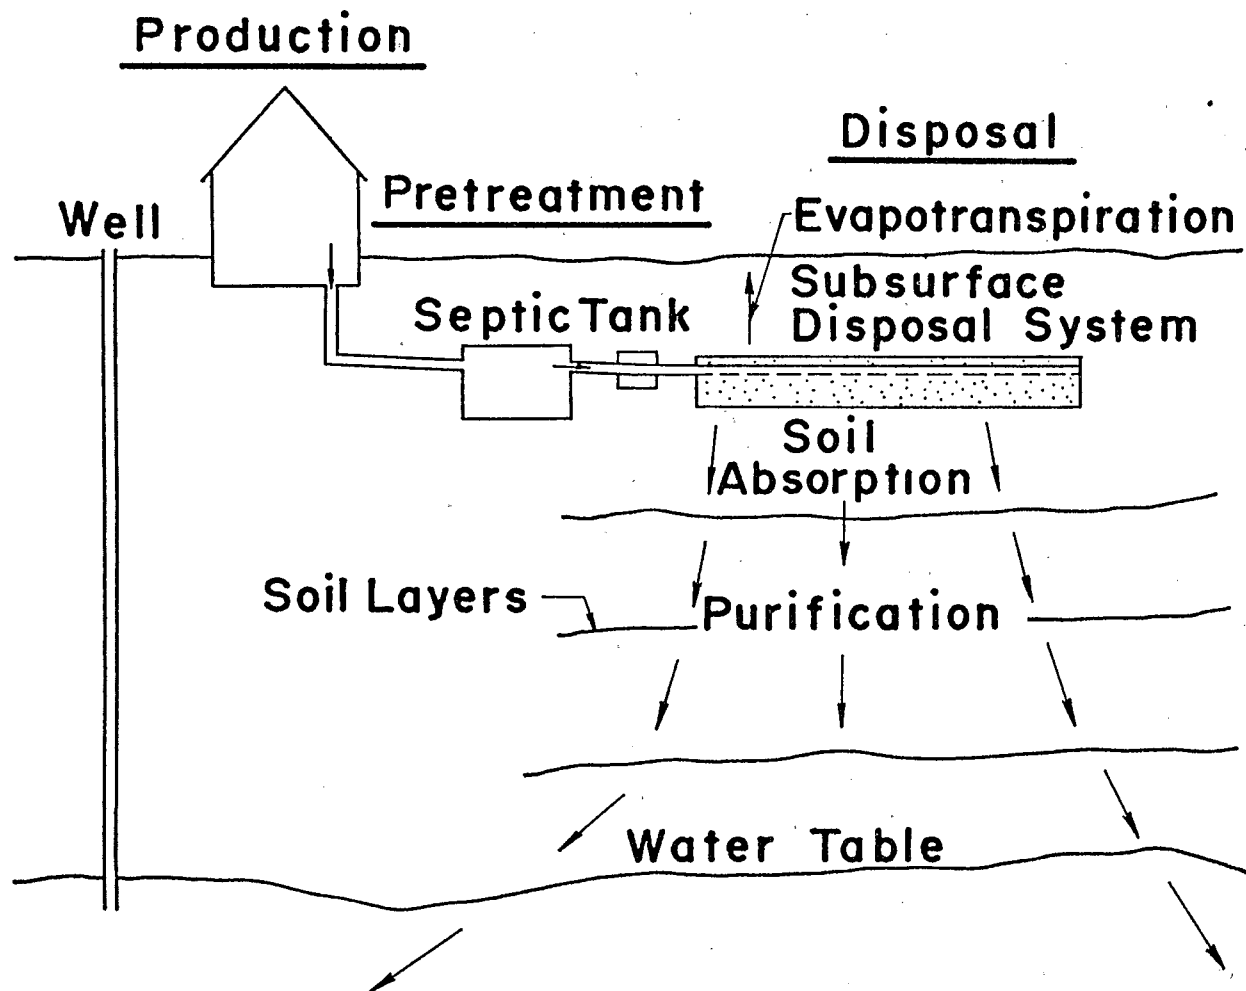 Production
Disposal
Pretreatment
Well
Evapotranspiration
Subsurface
Disposal System
Septic Tank
Soil
Absorption
Soil Layers
Purification
Water Table